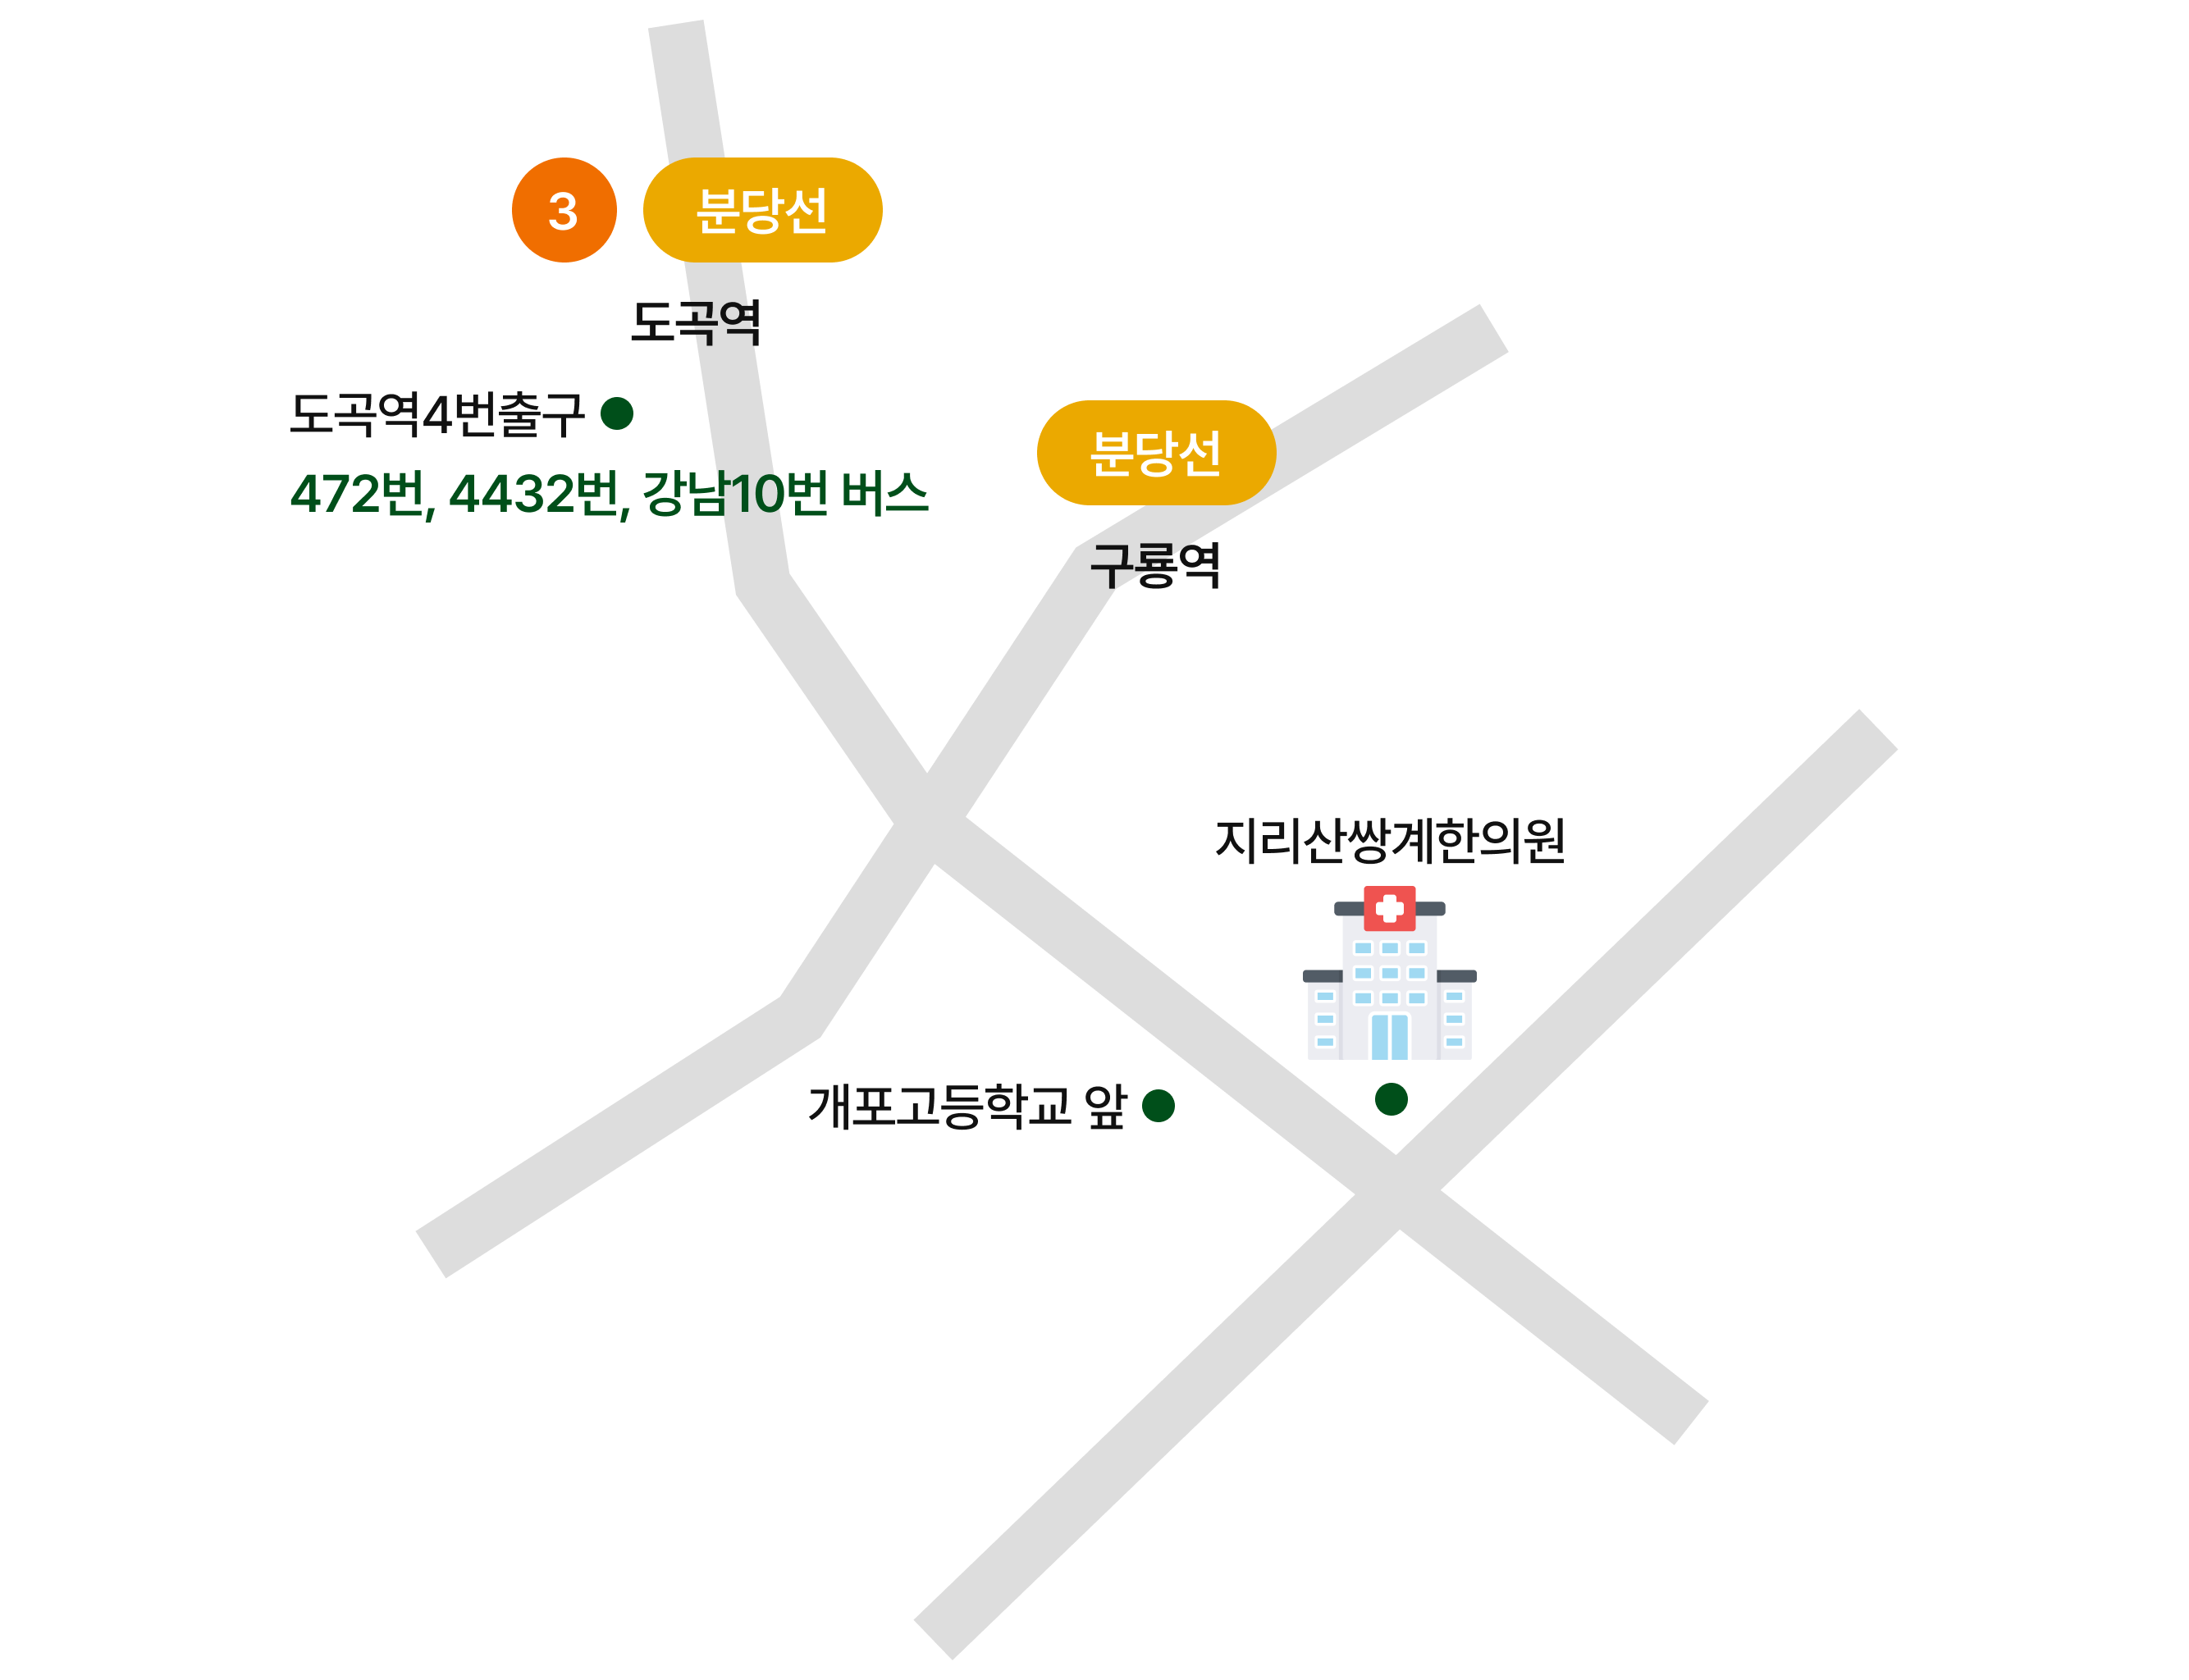 3 분당선
도곡역
도곡역4번출구
472번, 4432번, 강남10번 버스
분당선
구룡역
지리산쌍계한의원
개포고등학교 앞